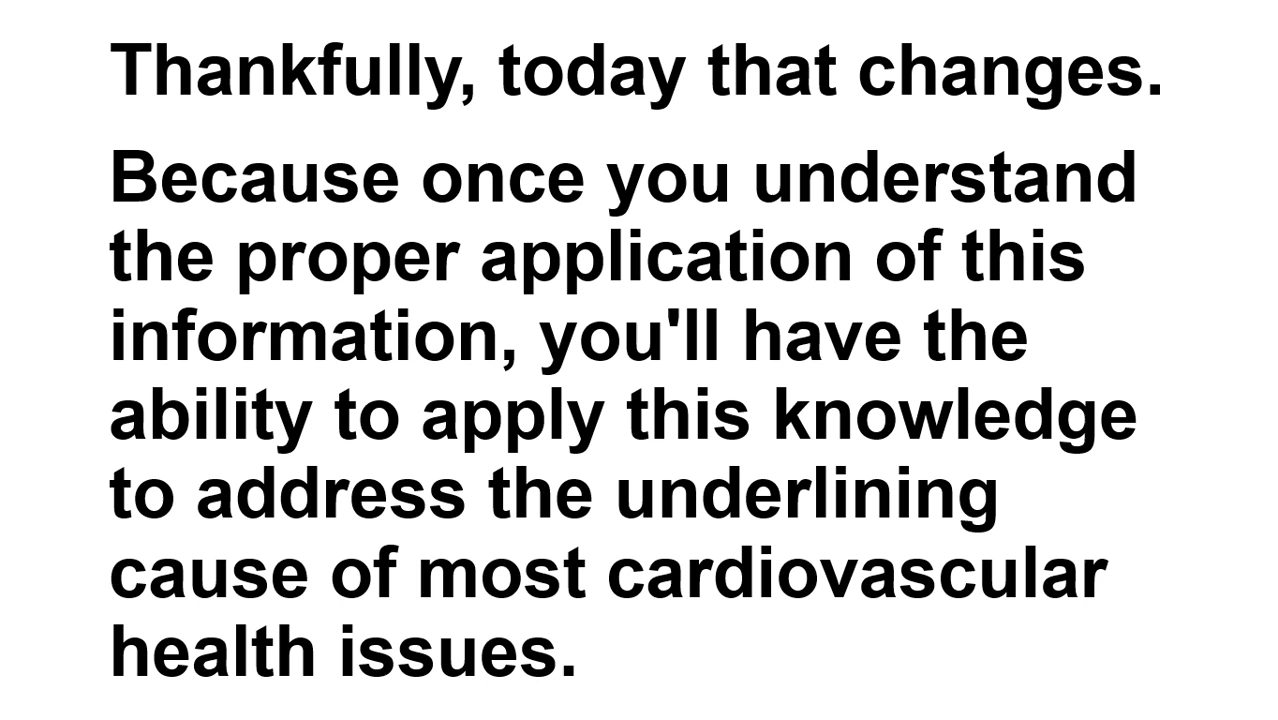 Thankfully, today that changes.
Because once you understand
the proper application of this
information, you'll have the
ability to apply this knowledge
to address the underlining
cause of most cardiovascular
health issues.